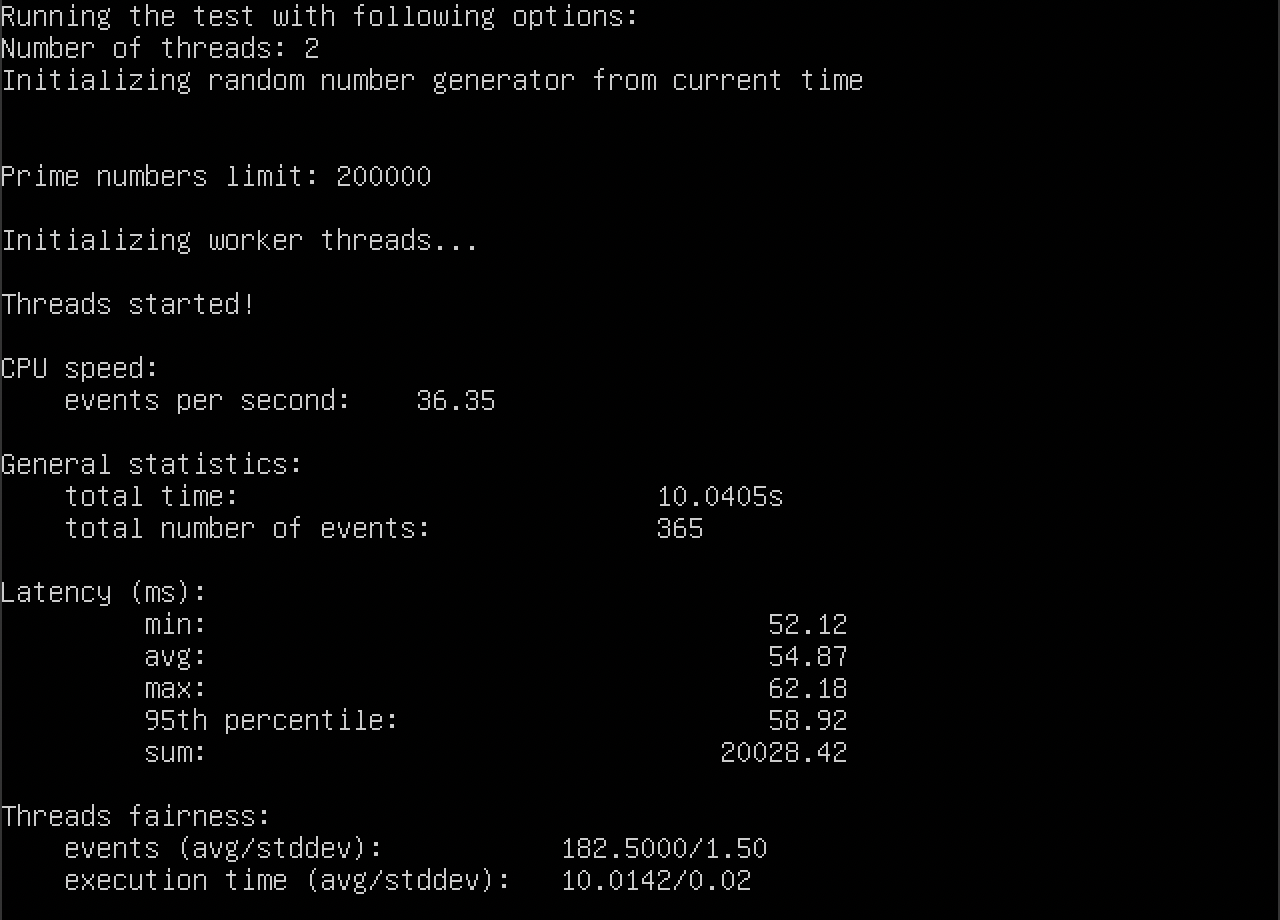 Running the test with following options:
Number of threads: 2
Initializing random number generator from current time
Prime numbers limit: 200000
Initializing worker threads...
Threads started!
CPU speed:
events per second: 36.35
General statistics:
total time: 10.0405s
total number of events: 365
Latency (ms):
min: 52.12
avg: 54.87
max: 62.18
95th percentile: 58.92
sum: 20028.42
Threads fairness:
events (avg/stddev): 182.5000/1.50
execution time (avg/stddev): 10.0142/0.02